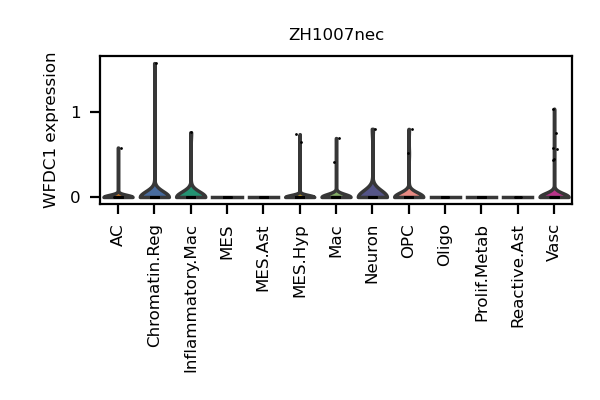 ZH1007nec
WFDC1 expression
1
0
AC
Chromatin.Reg
Inflammatory.Mac
MES
MES.Ast
MES.Hyp
Mac
Neuron
OPC
Oligo
Prolif.Metab
Reactive.Ast
Vasc